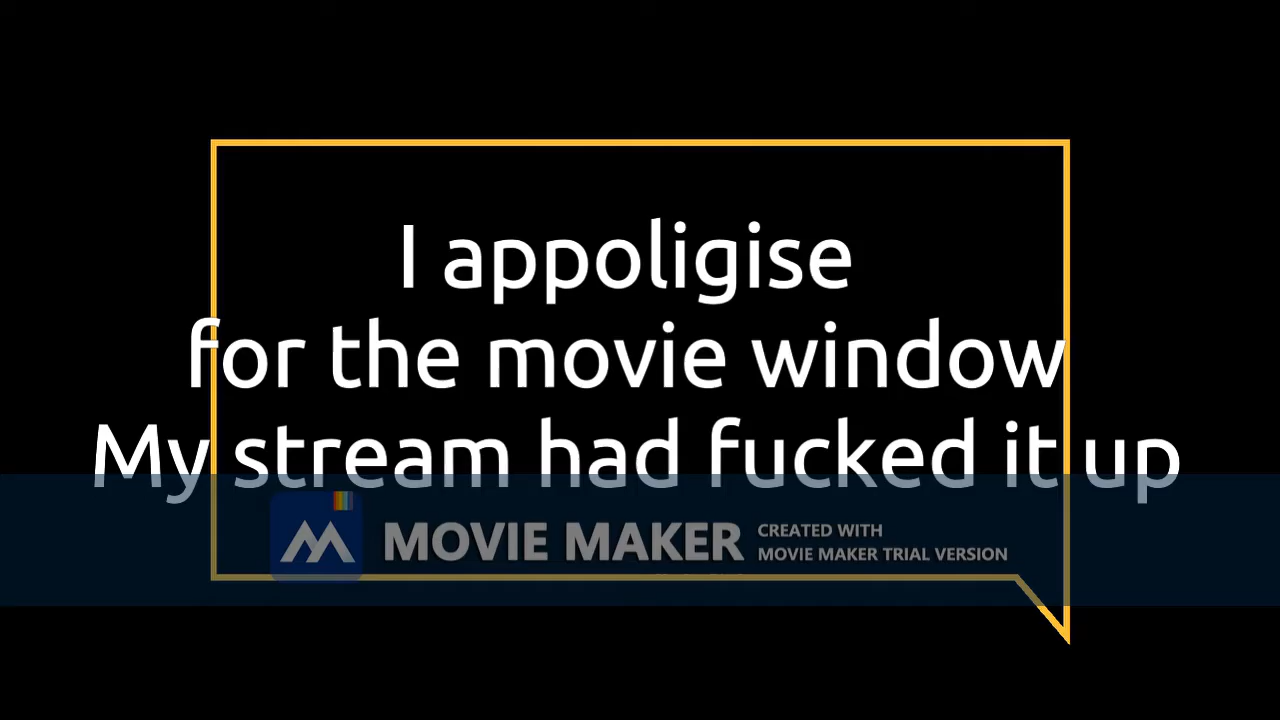 I appoligise
for the movie window
My stream had fucked it up
MOVIE MAKER
CREATED WITH
MOVIE MAKER TRIAL VERSION